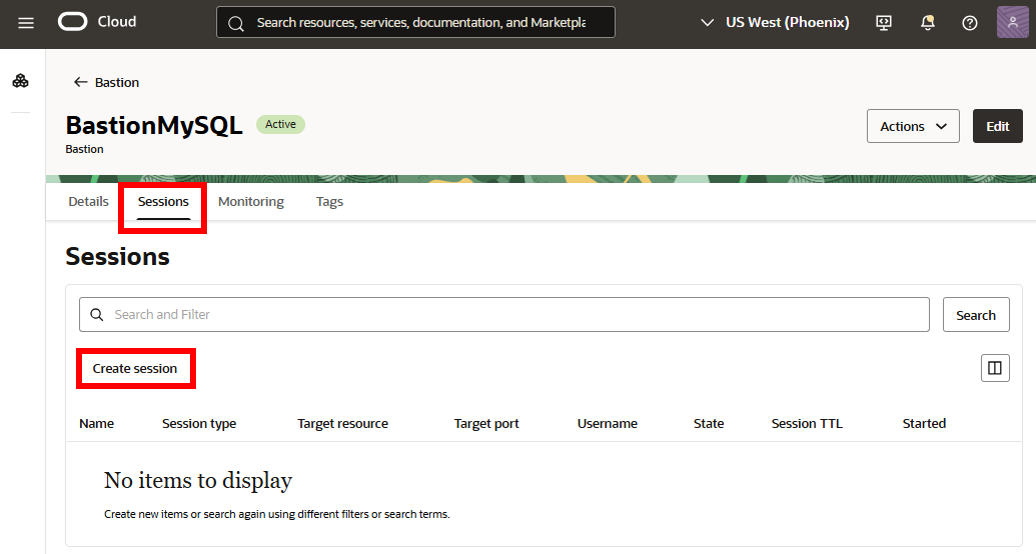 Cloud
Search resources, services, documentation, and Marketpla
US West (Phoenix)
Bastion
BastionMySQL
Active
Bastion
Actions
Edit
Details Sessions Monitoring Tags
Sessions
Search and Filter
Search
Create session
Name Session type Target resource Target port Username State Session TTL Started
No items to display
Create new items or search again using different filters or search terms.